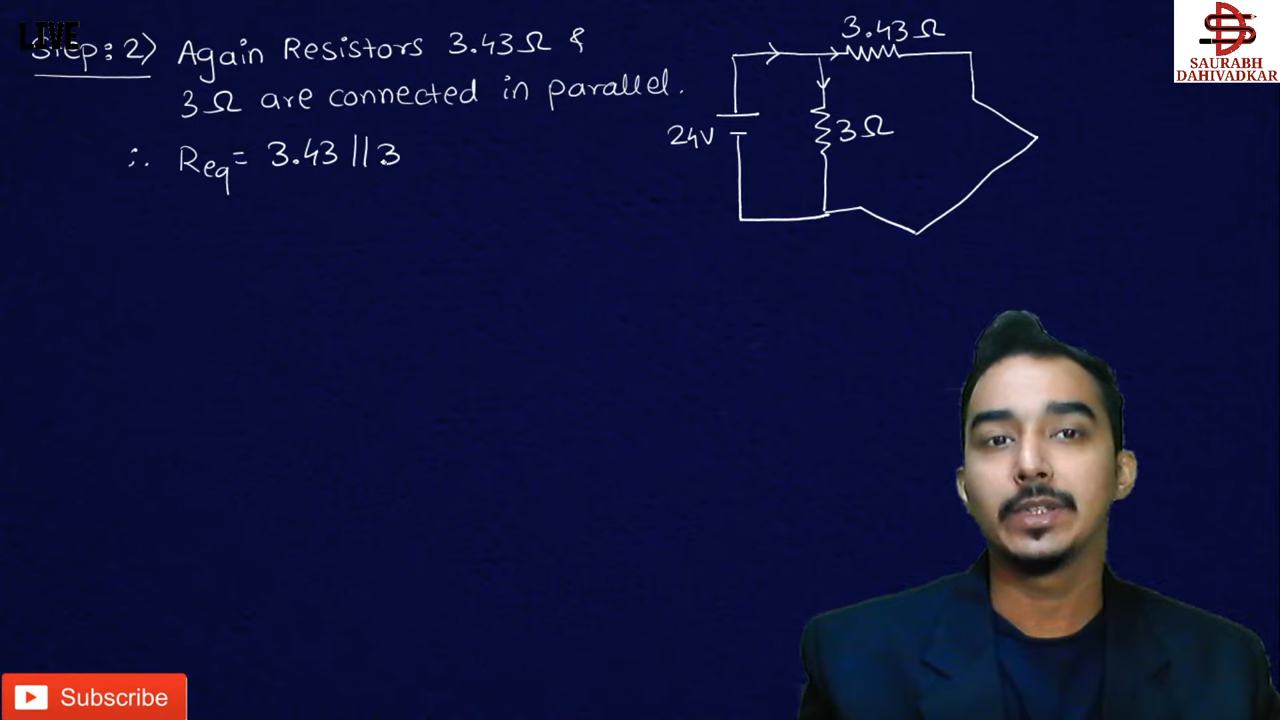 LIVE
Step:2) Again Resistors 3.43Ω &
3Ω are connected in parallel.
∴ Req = 3.43 || 3
3.43Ω
24V
3Ω
SAURABH
DAHIVADKAR
Subscribe